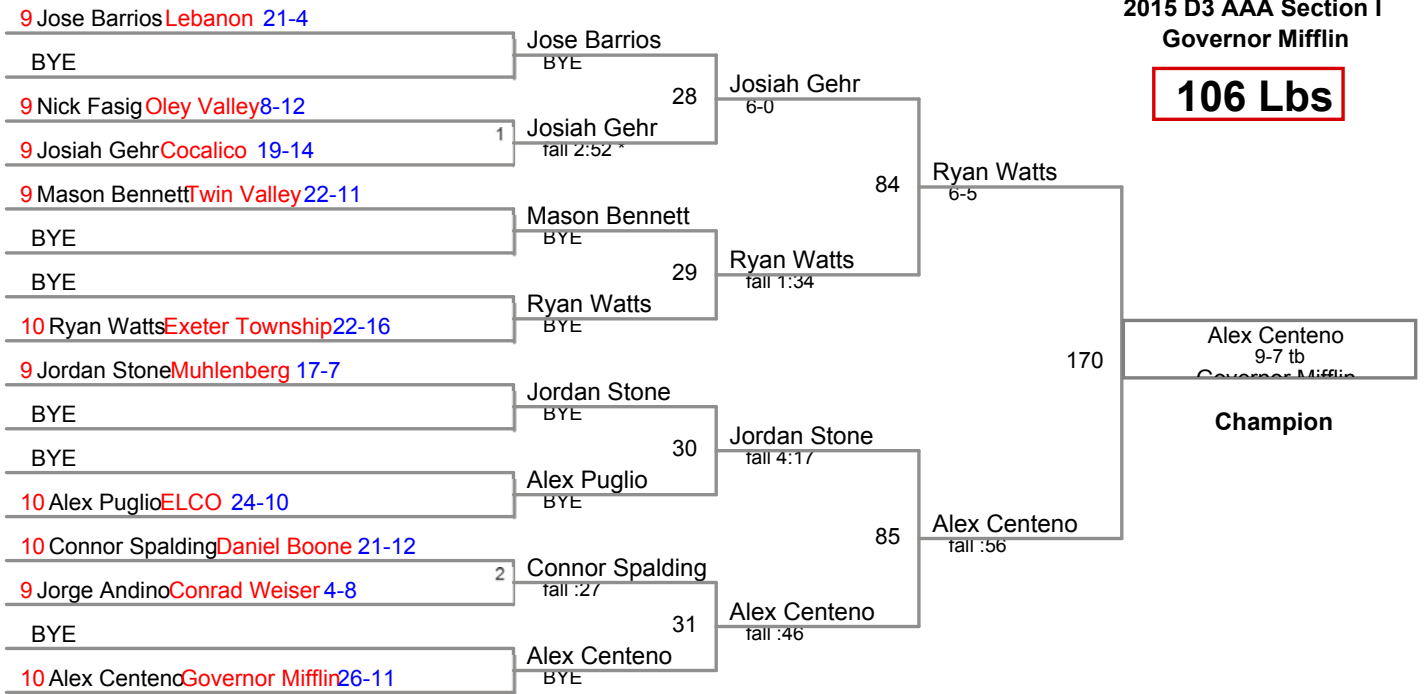 2015 D3 AAA Section I
Governor Mifflin
106 Lbs
9 Jose Barrios Lebanon 21-4
BYE
9 Nick Fasig Oley Valley 8-12
9 Josiah Gehr Cocalico 19-14
9 Mason Bennett Twin Valley 22-11
BYE
BYE
10 Ryan Watts Exeter Township 22-16
9 Jordan Stone Muhlenberg 17-7
BYE
BYE
10 Alex Puglio ELCO 24-10
10 Connor Spalding Daniel Boone 21-12
9 Jorge Andino Conrad Weiser 4-8
BYE
10 Alex Centeno Governor Mifflin 26-11
Jose Barrios
BYE
1
Josiah Gehr
fall 2:52 *
Mason Bennett
BYE
Ryan Watts
BYE
Jordan Stone
BYE
Alex Puglio
BYE
2
Connor Spalding
fall :27
Alex Centeno
BYE
28
Josiah Gehr
6-0
29
Ryan Watts
fall 1:34
30
Jordan Stone
fall 4:17
31
Alex Centeno
fall :46
84
Ryan Watts
6-5
85
Alex Centeno
fall :56
170
Alex Centeno
9-7 tb
Governor Mifflin
Champion